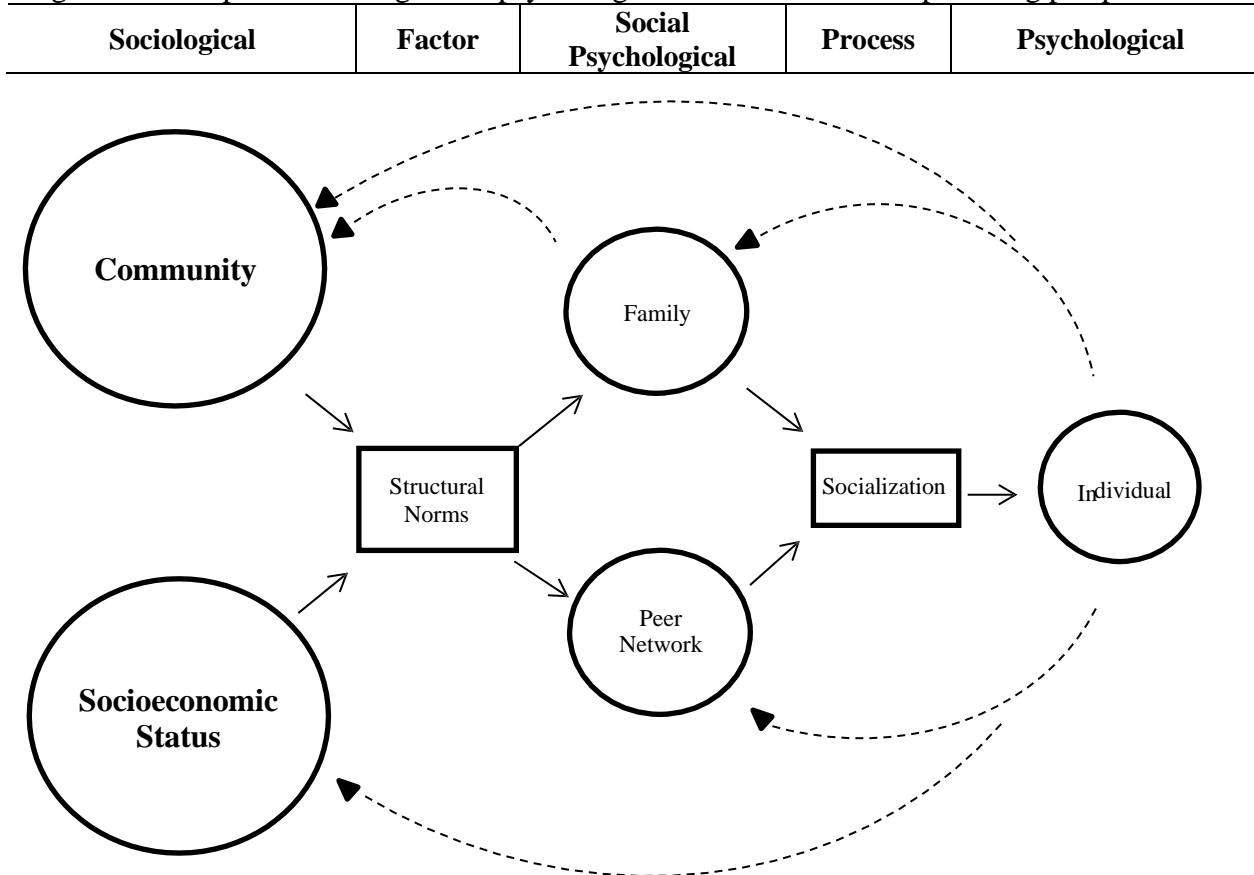 Sociological
Factor
Social
Psychological
Process
Psychological
Community
Family
Structural
Norms
Socialization
Individual
Peer
Network
Socioeconomic
Status